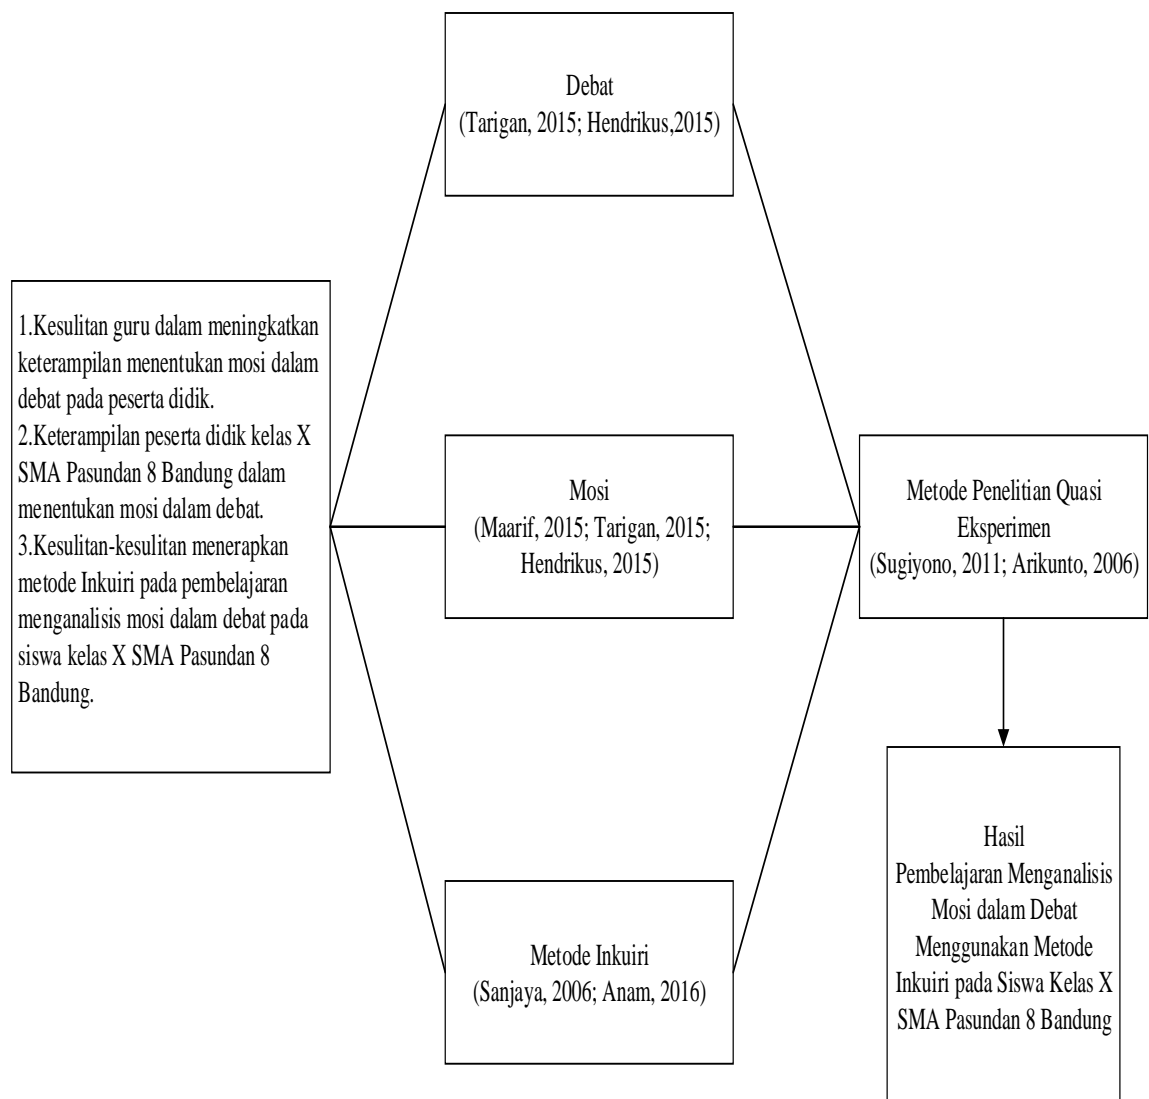 Debat
(Tarigan, 2015; Hendrikus,2015)
1.Kesulitan guru dalam meningkatkan
keterampilan menentukan mosi dalam
debat pada peserta didik.
2.Keterampilan peserta didik kelas X
SMA Pasundan 8 Bandung dalam
menentukan mosi dalam debat.
3.Kesulitan-kesulitan menerapkan
metode Inkuiri pada pembelajaran
menganalisis mosi dalam debat pada
siswa kelas X SMA Pasundan 8
Bandung.
Mosi
(Maarif, 2015; Tarigan, 2015;
Hendrikus, 2015)
Metode Inkuiri
(Sanjaya, 2006; Anam, 2016)
Metode Penelitian Quasi
Eksperimen
(Sugiyono, 2011; Arikunto, 2006)
Hasil
Pembelajaran Menganalisis
Mosi dalam Debat
Menggunakan Metode
Inkuiri pada Siswa Kelas X
SMA Pasundan 8 Bandung